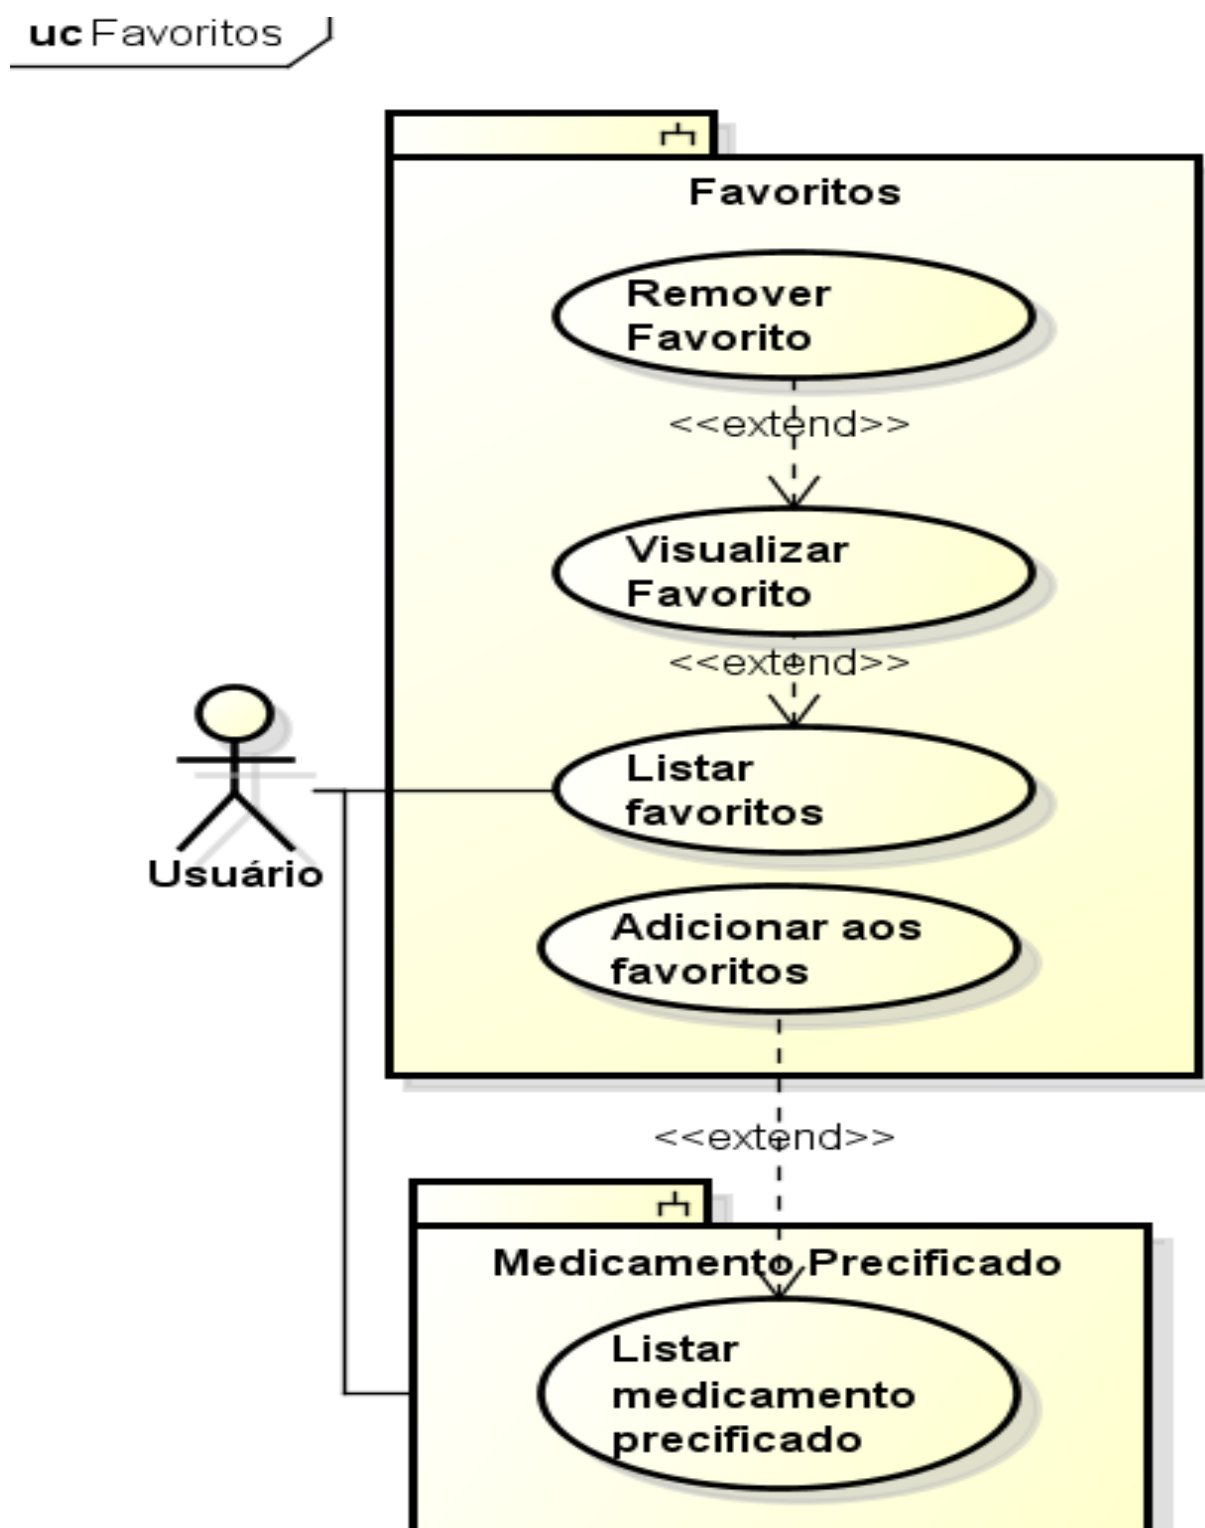 uc Favoritos
Favoritos
Remover
Favorito
<<extend>>
Visualizar
Favorito
<<extend>>
Listar
favoritos
Usuário
Adicionar aos
favoritos
<<extend>>
Medicamento Precificado
Listar
medicamento
precificado